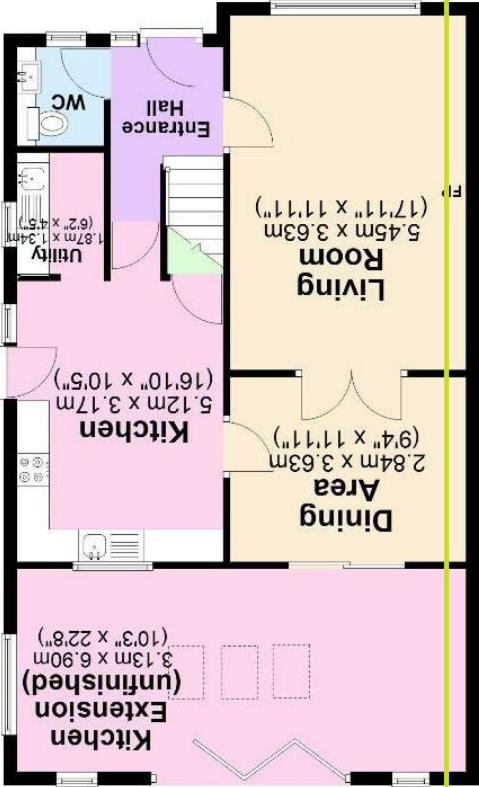 Kitchen
Extension
(unfinished)
3.13m x 6.90m
(10'3" x 22'8")
Dining
Area
2.84m x 3.63m
(9'4" x 11'11")
Kitchen
5.12m x 3.17m
(16'10" x 10'5")
Living
Room
5.45m x 3.63m
(17'11" x 11'11")
Utility
1.87m x 1.34m
(6'2" x 4'5")
FP
Entrance
Hall
WC